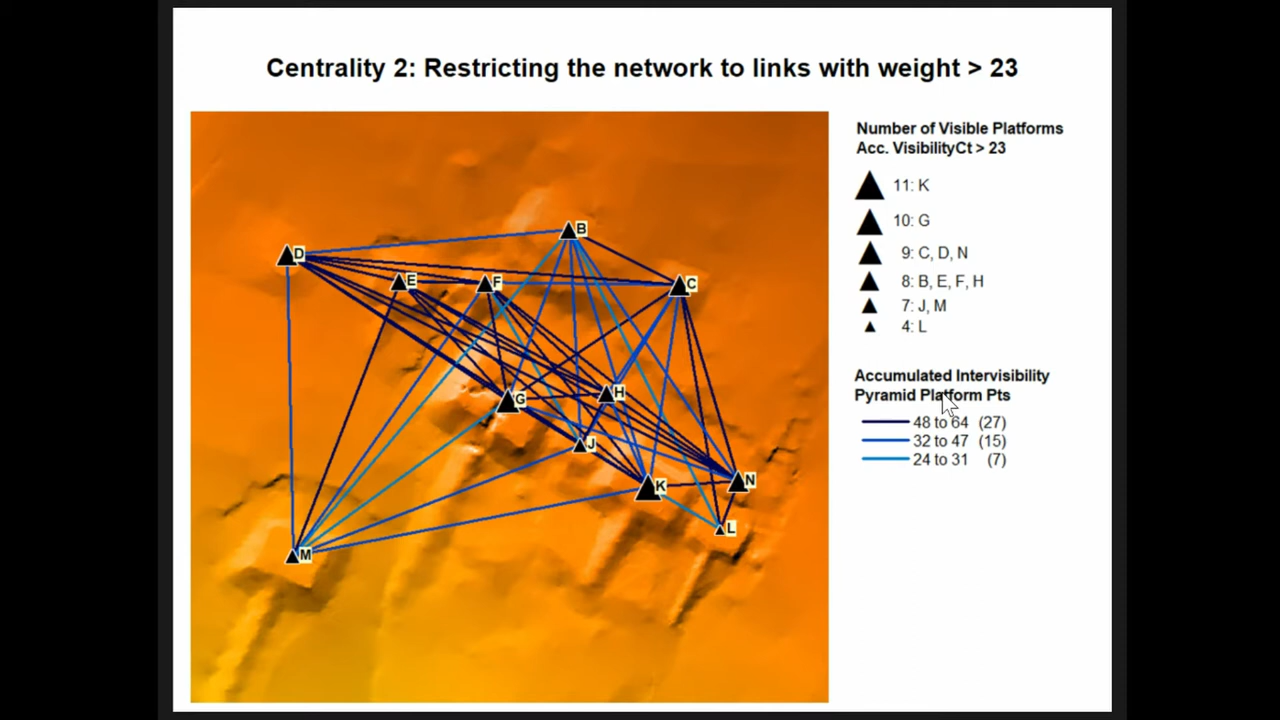 Centrality 2: Restricting the network to links with weight > 23
Number of Visible Platforms
Acc. VisibilityCt > 23
11: K
10: G
9: C, D, N
8: B, E, F, H
7: J, M
4: L
Accumulated Intervisibility
Pyramid Platform Pts
48 to 64 (27)
32 to 47 (15)
24 to 31 (7)
B
D
E
F
C
H
G
J
N
K
L
M